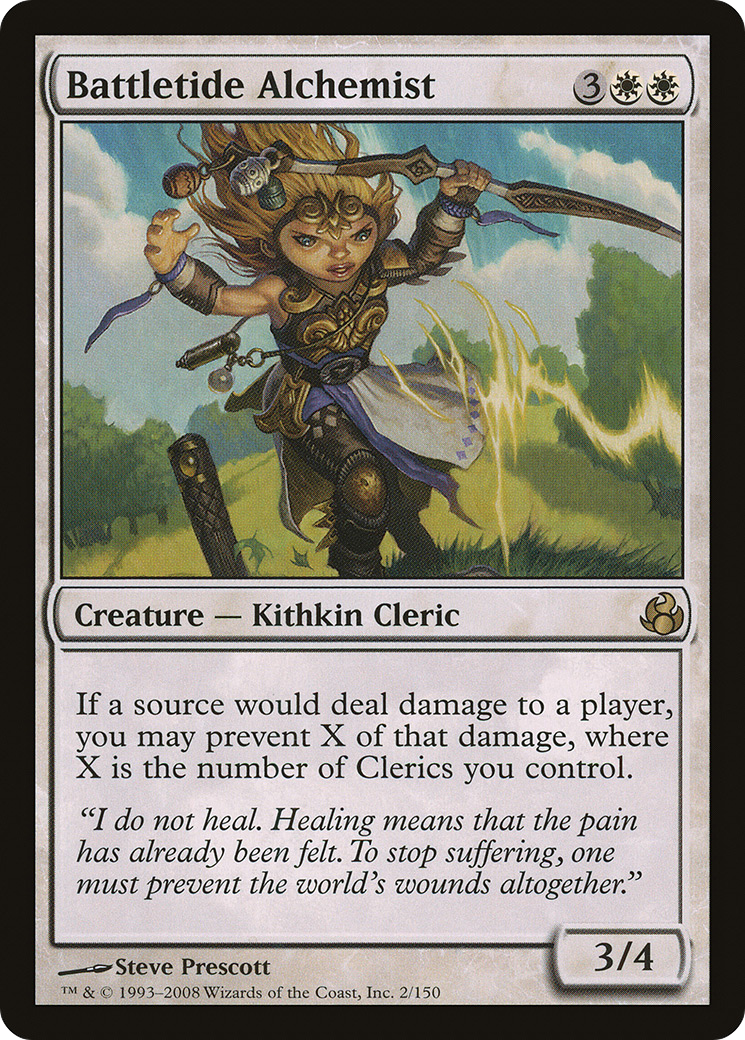 Battletide Alchemist 3
Creature — Kithkin Cleric
If a source would deal damage to a player,
you may prevent X of that damage, where
X is the number of Clerics you control.
“I do not heal. Healing means that the pain
has already been felt. To stop suffering, one
must prevent the world’s wounds altogether.”
3/4
Steve Prescott
™ & © 1993–2008 Wizards of the Coast, Inc. 2/150